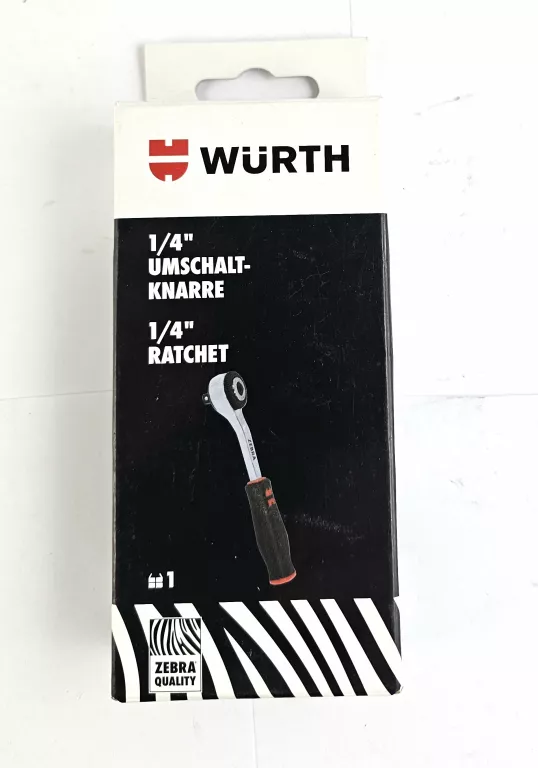 WÜRTH
1/4"
UMSCHALT-
KNARRE
1/4"
RATCHET
ZEBRA
1
ZEBRA®
QUALITY